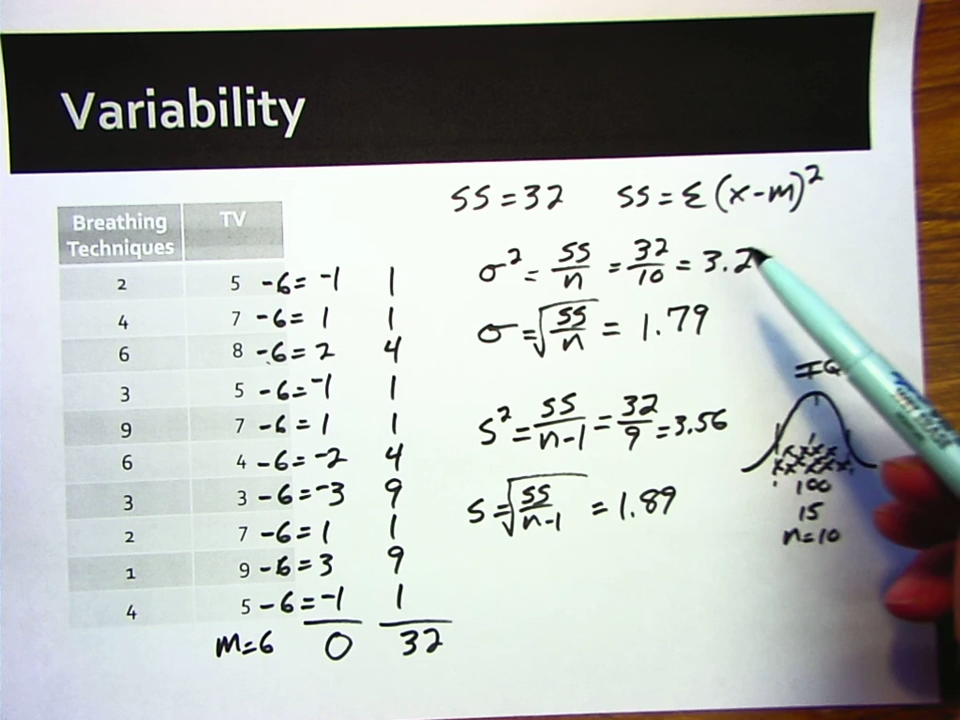 Variability
SS = 32 SS = Σ (x-m)²
Breathing Techniques TV
σ² = SS/n = 32/10 = 3.2
2 5 -6 = -1 1
4 7 -6 = 1 1
σ = √SS/n = 1.79
6 8 -6 = 2 4
IQ
3 5 -6 = -1 1
9 7 -6 = 1 1
S² = SS/n-1 = 32/9 = 3.56
6 4 -6 = -2 4
3 3 -6 = -3 9
S = √SS/n-1 = 1.89
100
15
n=10
2 7 -6 = 1 1
1 9 -6 = 3 9
4 5 -6 = -1 1
m=6 0 32